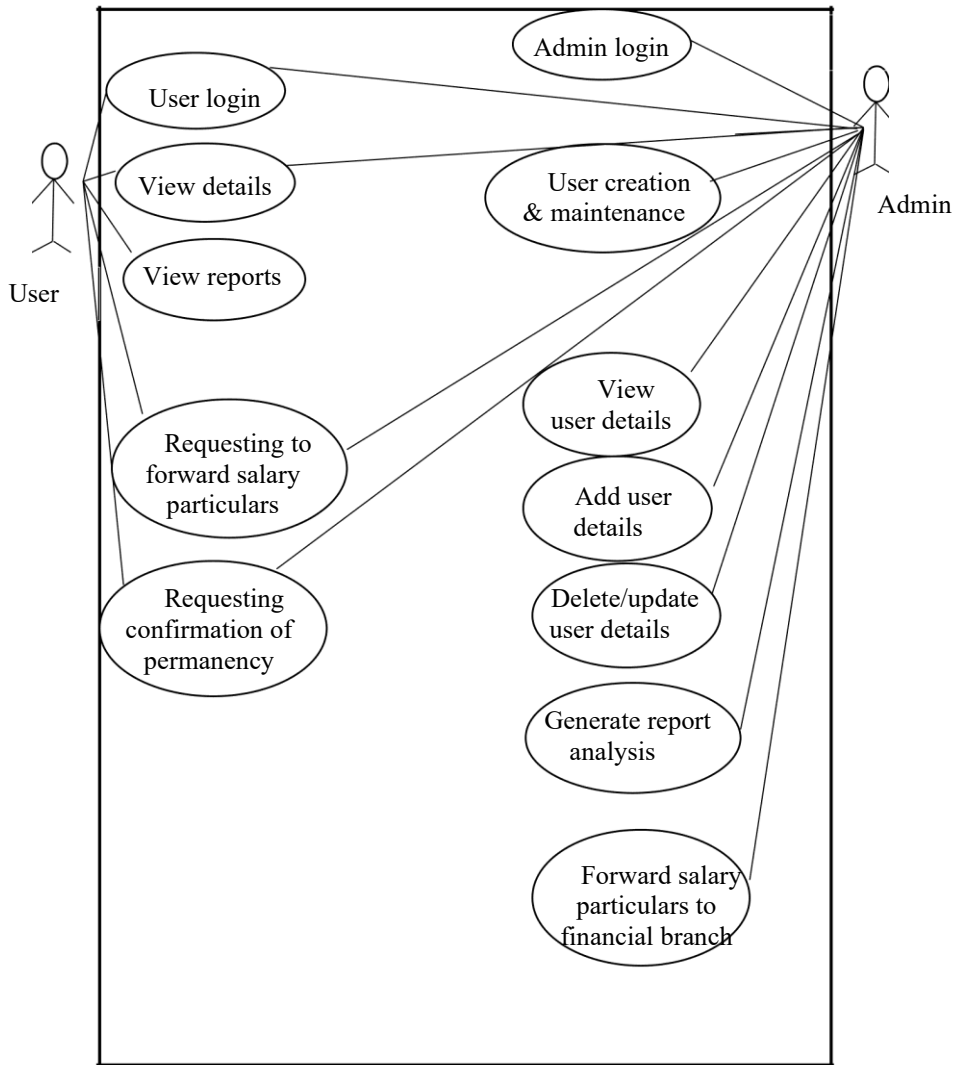 Admin login
User login
View details
User creation
& maintenance
Admin
View reports
User
View
user details
Requesting to
forward salary
particulars
Add user
details
Requesting
confirmation of
permanency
Delete/update
user details
Generate report
analysis
Forward salary
particulars to
financial branch